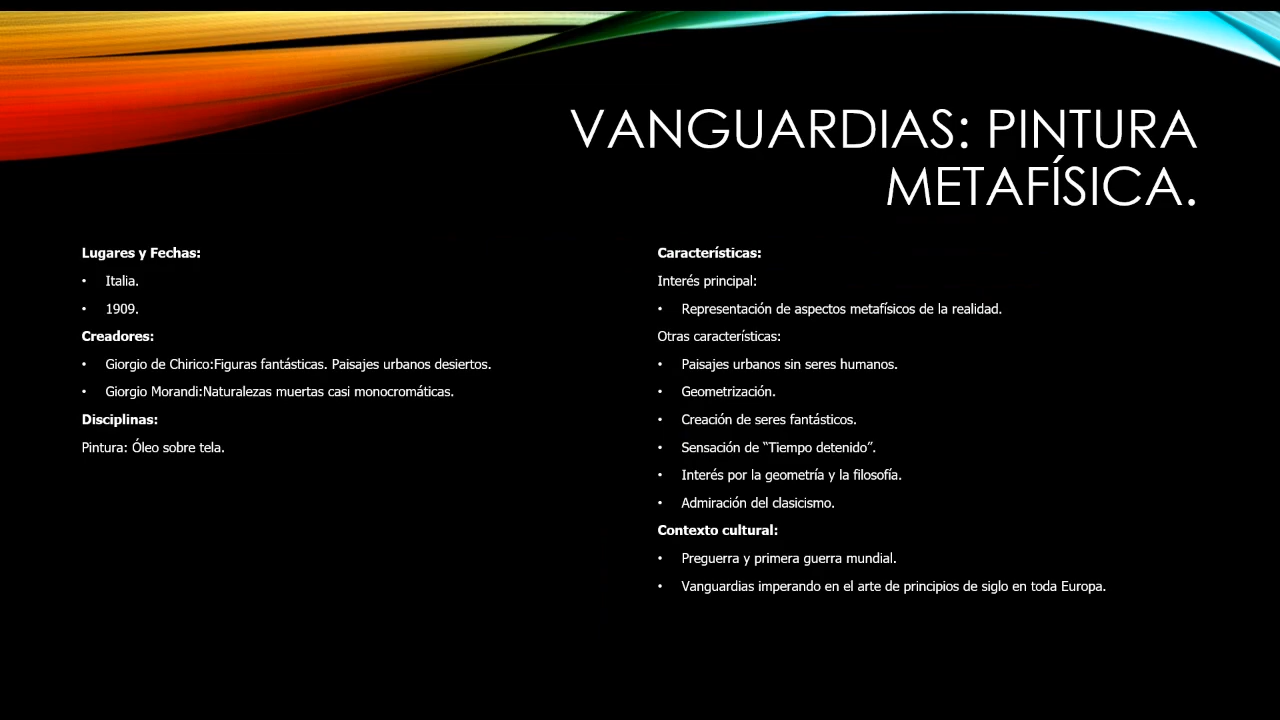 VANGUARDIAS: PINTURA
METAFÍSICA.
Lugares y Fechas:
• Italia.
• 1909.
Creadores:
• Giorgio de Chirico:Figuras fantásticas. Paisajes urbanos desiertos.
• Giorgio Morandi:Naturalezas muertas casi monocromáticas.
Disciplinas:
Pintura: Óleo sobre tela.
Características:
Interés principal:
• Representación de aspectos metafísicos de la realidad.
Otras características:
• Paisajes urbanos sin seres humanos.
• Geometrización.
• Creación de seres fantásticos.
• Sensación de “Tiempo detenido”.
• Interés por la geometría y la filosofía.
• Admiración del clasicismo.
Contexto cultural:
• Preguerra y primera guerra mundial.
• Vanguardias imperando en el arte de principios de siglo en toda Europa.